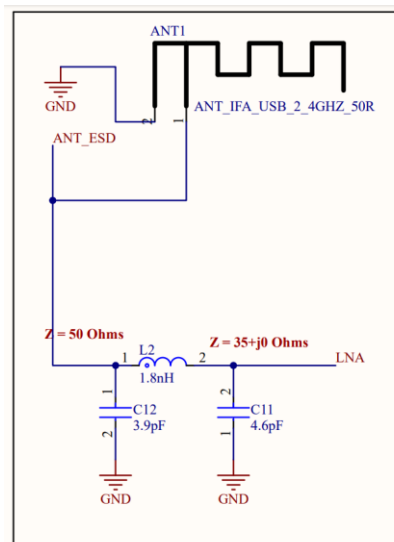 ANT1
GND
2
1
ANT_IFA_USB_2_4GHZ_50R
ANT_ESD
Z = 50 Ohms
Z = 35+j0 Ohms
1
L2
2
LNA
1.8nH
1
2
C12
C11
3.9pF
4.6pF
2
1
GND
GND